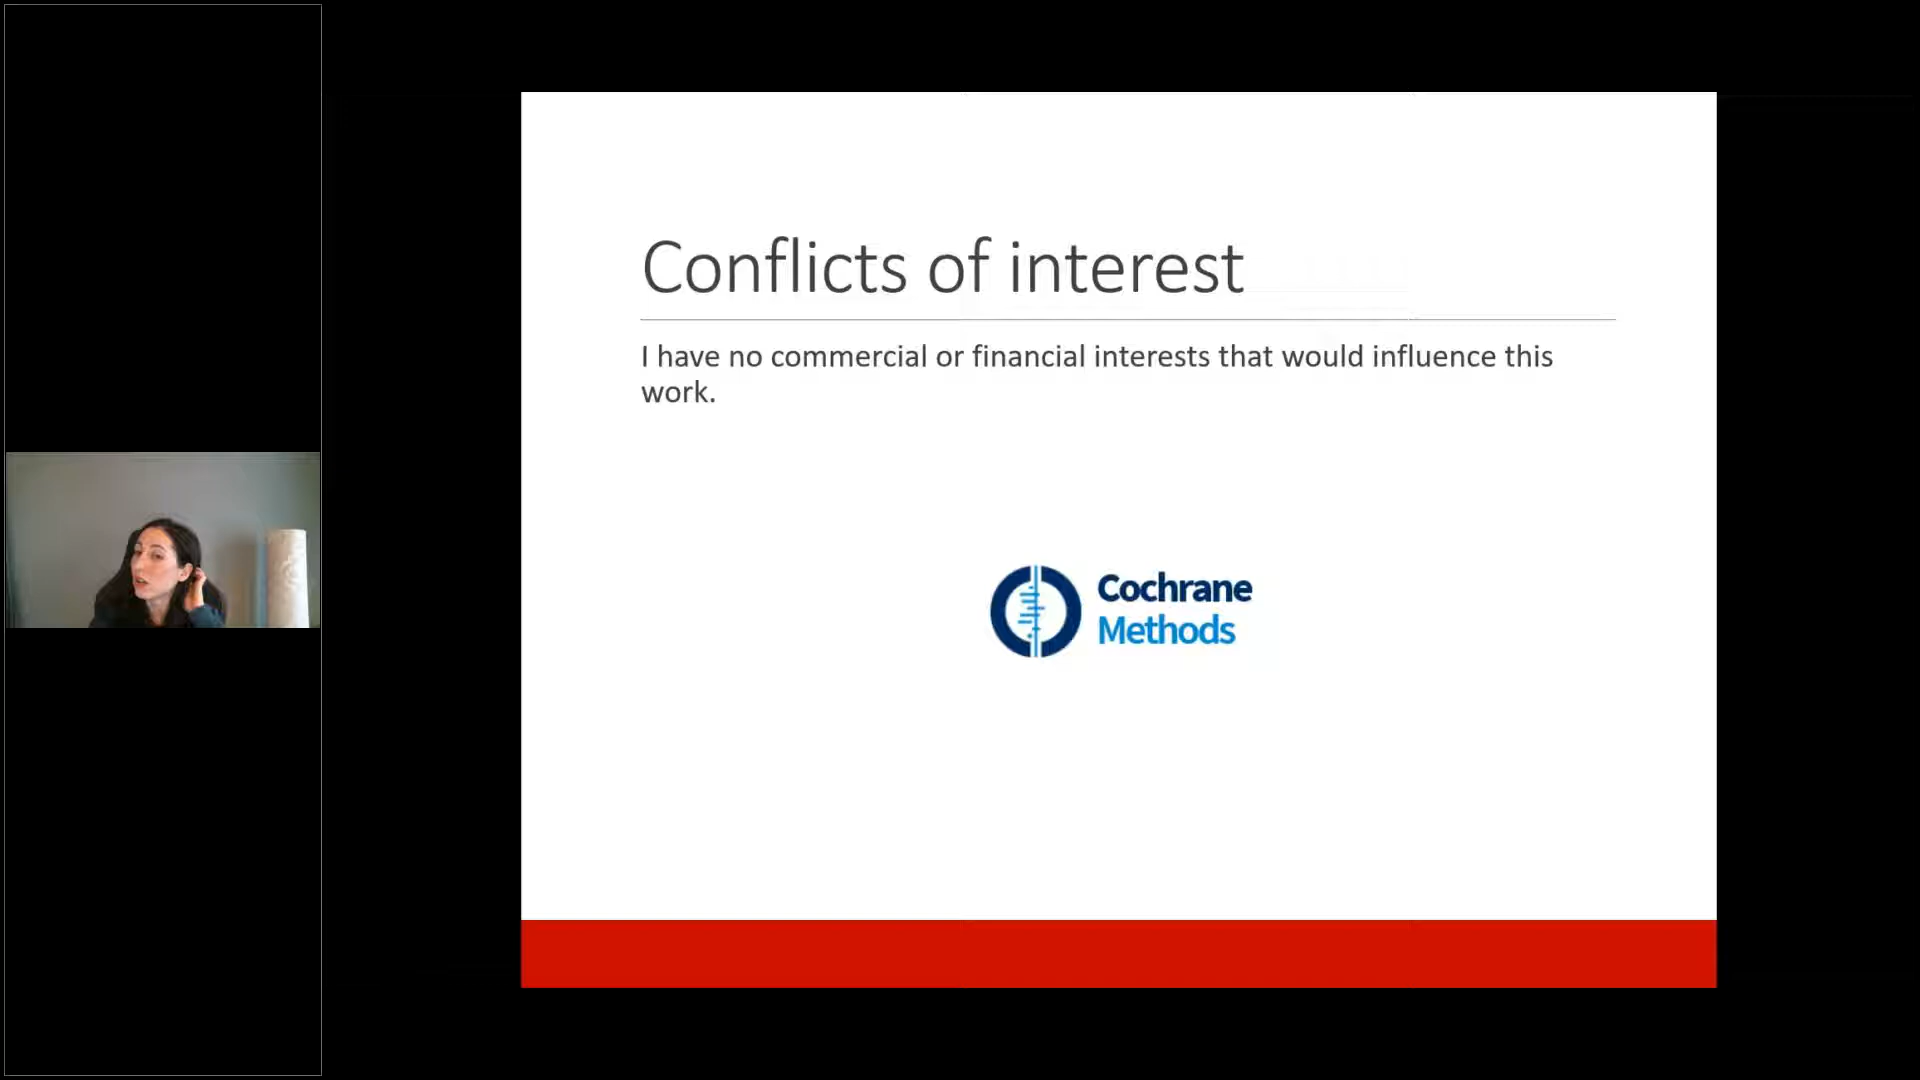 Conflicts of interest
I have no commercial or financial interests that would influence this
work.
Cochrane
Methods